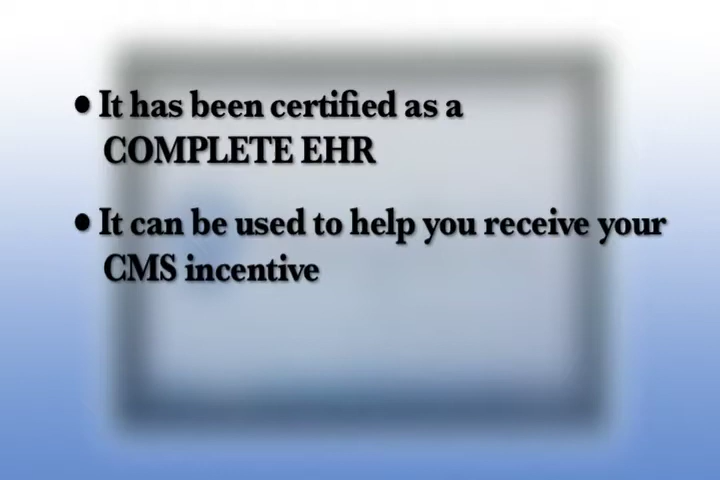 • It has been certified as a
COMPLETE EHR
• It can be used to help you receive your
CMS incentive